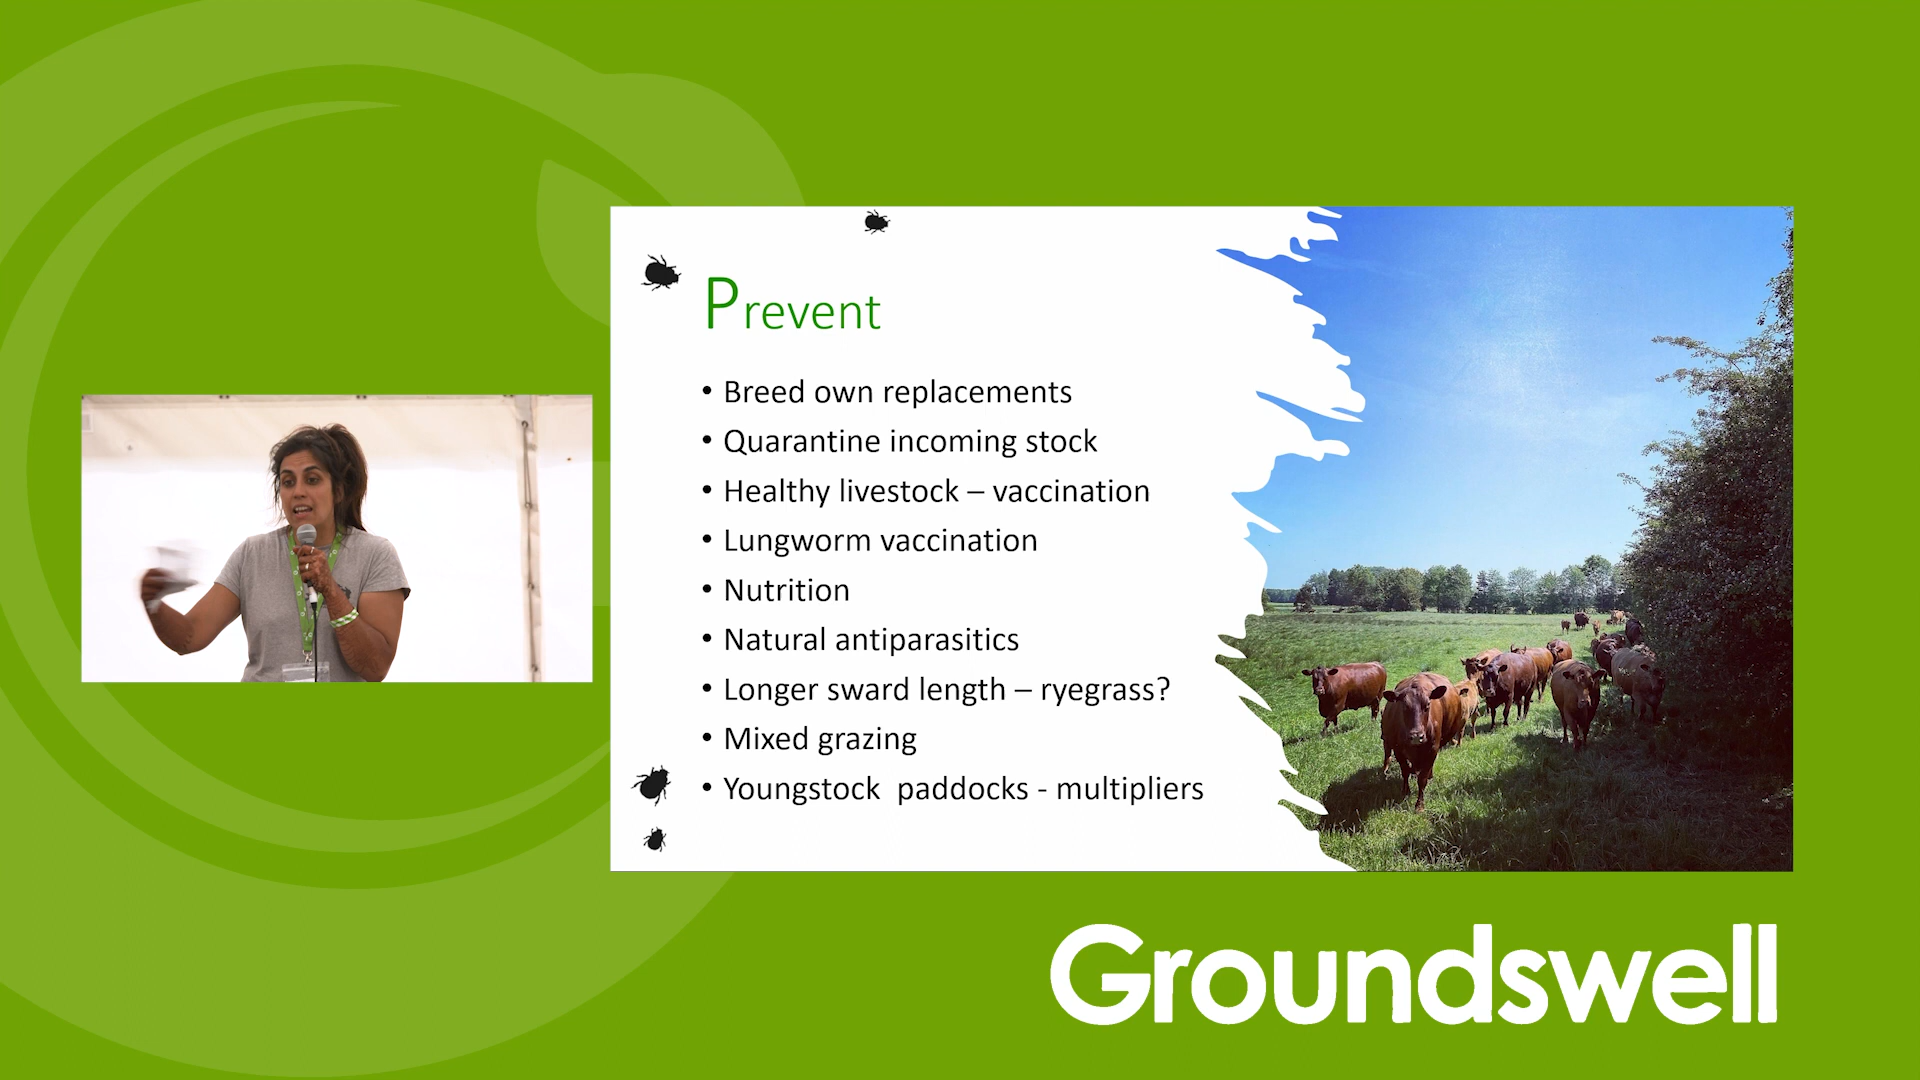 Prevent
• Breed own replacements
• Quarantine incoming stock
• Healthy livestock – vaccination
• Lungworm vaccination
• Nutrition
• Natural antiparasitics
• Longer sward length – ryegrass?
• Mixed grazing
• Youngstock  paddocks - multipliers
Groundswell